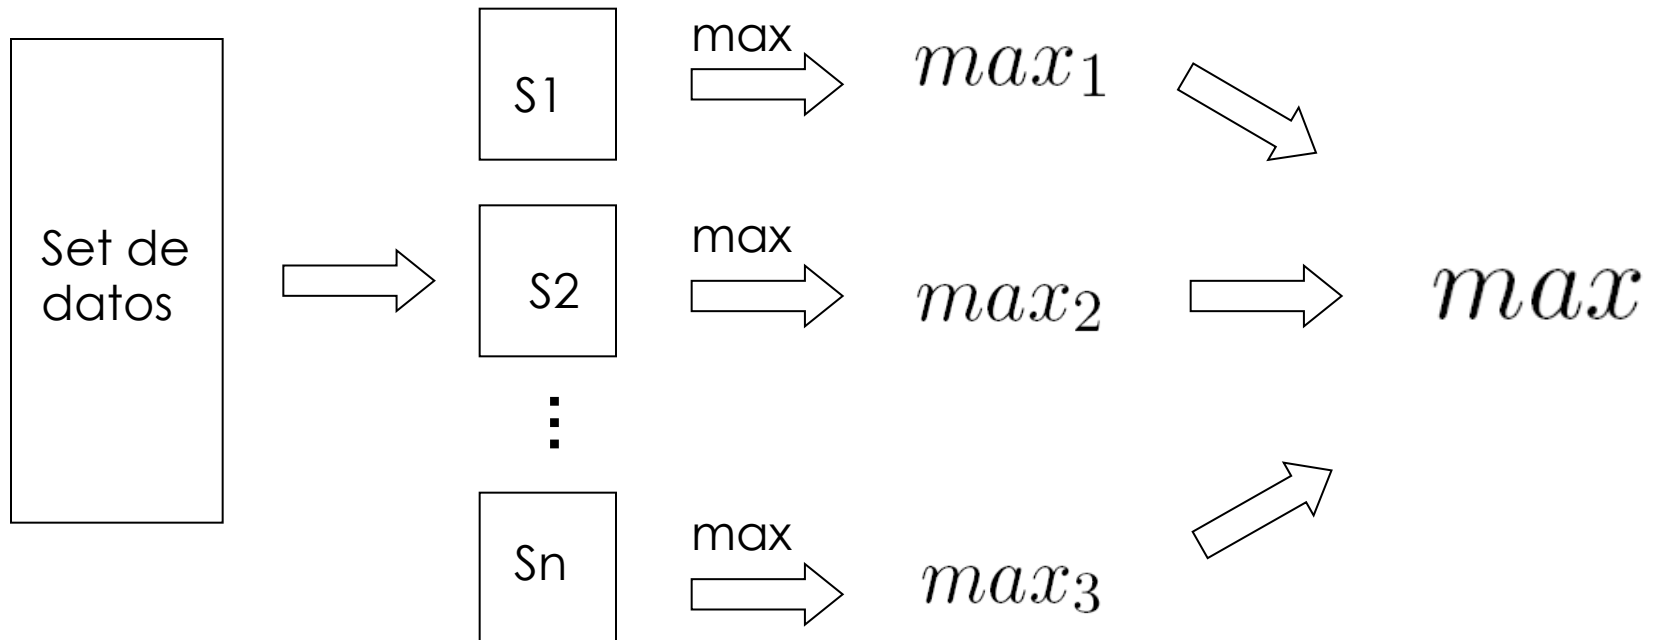 Set de
datos
S1
max
max₁
S2
max
max₂
⋮
Sn
max
max₃
max